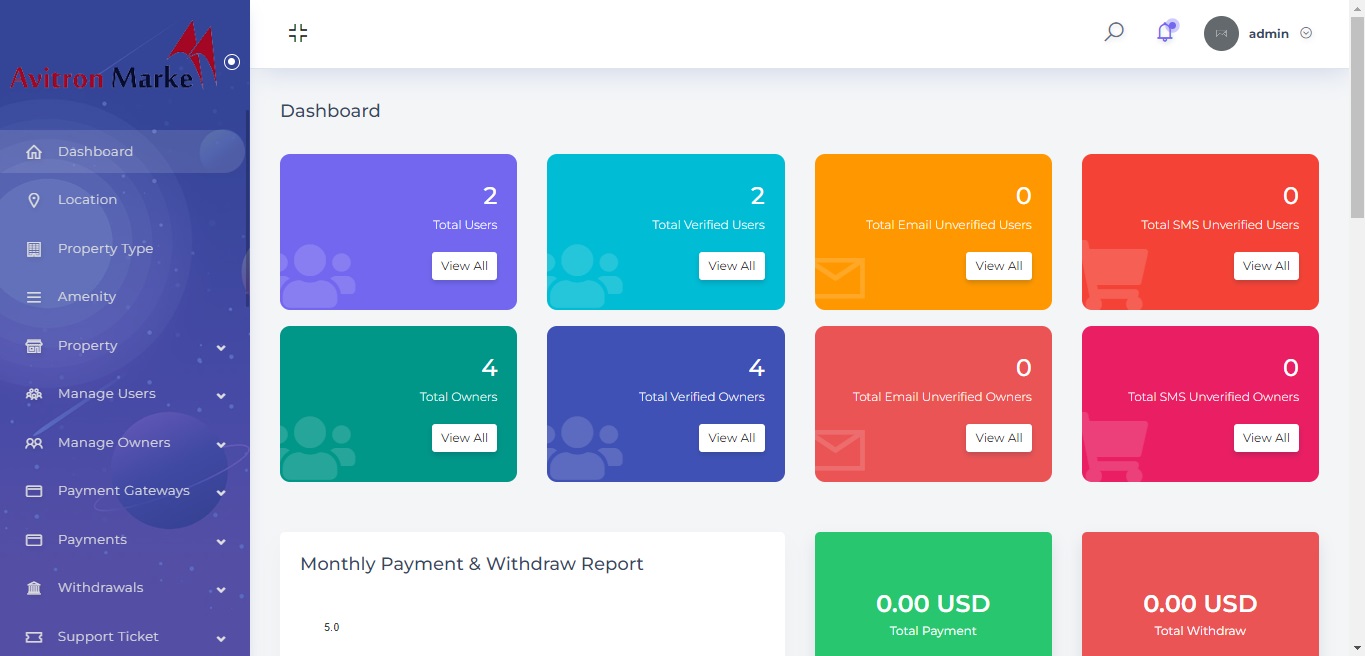 Avitron Marke
admin
Dashboard
Location
Property Type
Amenity
Property
Manage Users
Manage Owners
Payment Gateways
Payments
Withdrawals
Support Ticket
Dashboard
2
Total Users
View All
2
Total Verified Users
View All
0
Total Email Unverified Users
View All
0
Total SMS Unverified Users
View All
4
Total Owners
View All
4
Total Verified Owners
View All
0
Total Email Unverified Owners
View All
0
Total SMS Unverified Owners
View All
Monthly Payment & Withdraw Report
5.0
0.00 USD
Total Payment
0.00 USD
Total Withdraw